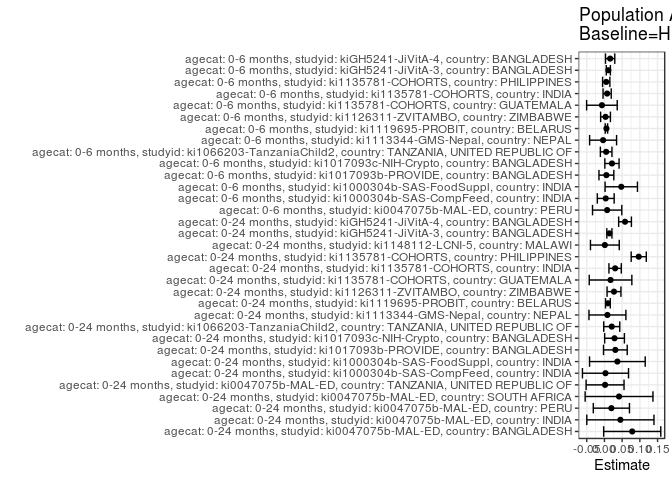 Population A
Baseline=H
agecat: 0-6 months, studyid: kiGH5241-JiVitA-4, country: BANGLADESH
agecat: 0-6 months, studyid: kiGH5241-JiVitA-3, country: BANGLADESH
agecat: 0-6 months, studyid: ki1135781-COHORTS, country: PHILIPPINES
agecat: 0-6 months, studyid: ki1135781-COHORTS, country: INDIA
agecat: 0-6 months, studyid: ki1135781-COHORTS, country: GUATEMALA
agecat: 0-6 months, studyid: ki1126311-ZVITAMBO, country: ZIMBABWE
agecat: 0-6 months, studyid: ki1119695-PROBIT, country: BELARUS
agecat: 0-6 months, studyid: ki1113344-GMS-Nepal, country: NEPAL
agecat: 0-6 months, studyid: ki1066203-TanzaniaChild2, country: TANZANIA, UNITED REPUBLIC OF
agecat: 0-6 months, studyid: ki1017093c-NIH-Crypto, country: BANGLADESH
agecat: 0-6 months, studyid: ki1017093b-PROVIDE, country: BANGLADESH
agecat: 0-6 months, studyid: ki1000304b-SAS-FoodSuppl, country: INDIA
agecat: 0-6 months, studyid: ki1000304b-SAS-CompFeed, country: INDIA
agecat: 0-6 months, studyid: ki0047075b-MAL-ED, country: PERU
agecat: 0-24 months, studyid: kiGH5241-JiVitA-4, country: BANGLADESH
agecat: 0-24 months, studyid: kiGH5241-JiVitA-3, country: BANGLADESH
agecat: 0-24 months, studyid: ki1148112-LCNI-5, country: MALAWI
agecat: 0-24 months, studyid: ki1135781-COHORTS, country: PHILIPPINES
agecat: 0-24 months, studyid: ki1135781-COHORTS, country: INDIA
agecat: 0-24 months, studyid: ki1135781-COHORTS, country: GUATEMALA
agecat: 0-24 months, studyid: ki1126311-ZVITAMBO, country: ZIMBABWE
agecat: 0-24 months, studyid: ki1119695-PROBIT, country: BELARUS
agecat: 0-24 months, studyid: ki1113344-GMS-Nepal, country: NEPAL
agecat: 0-24 months, studyid: ki1066203-TanzaniaChild2, country: TANZANIA, UNITED REPUBLIC OF
agecat: 0-24 months, studyid: ki1017093c-NIH-Crypto, country: BANGLADESH
agecat: 0-24 months, studyid: ki1017093b-PROVIDE, country: BANGLADESH
agecat: 0-24 months, studyid: ki1000304b-SAS-FoodSuppl, country: INDIA
agecat: 0-24 months, studyid: ki1000304b-SAS-CompFeed, country: INDIA
agecat: 0-24 months, studyid: ki0047075b-MAL-ED, country: TANZANIA, UNITED REPUBLIC OF
agecat: 0-24 months, studyid: ki0047075b-MAL-ED, country: SOUTH AFRICA
agecat: 0-24 months, studyid: ki0047075b-MAL-ED, country: PERU
agecat: 0-24 months, studyid: ki0047075b-MAL-ED, country: INDIA
agecat: 0-24 months, studyid: ki0047075b-MAL-ED, country: BANGLADESH
-0.05 0.00 0.05 0.10 0.15
Estimate